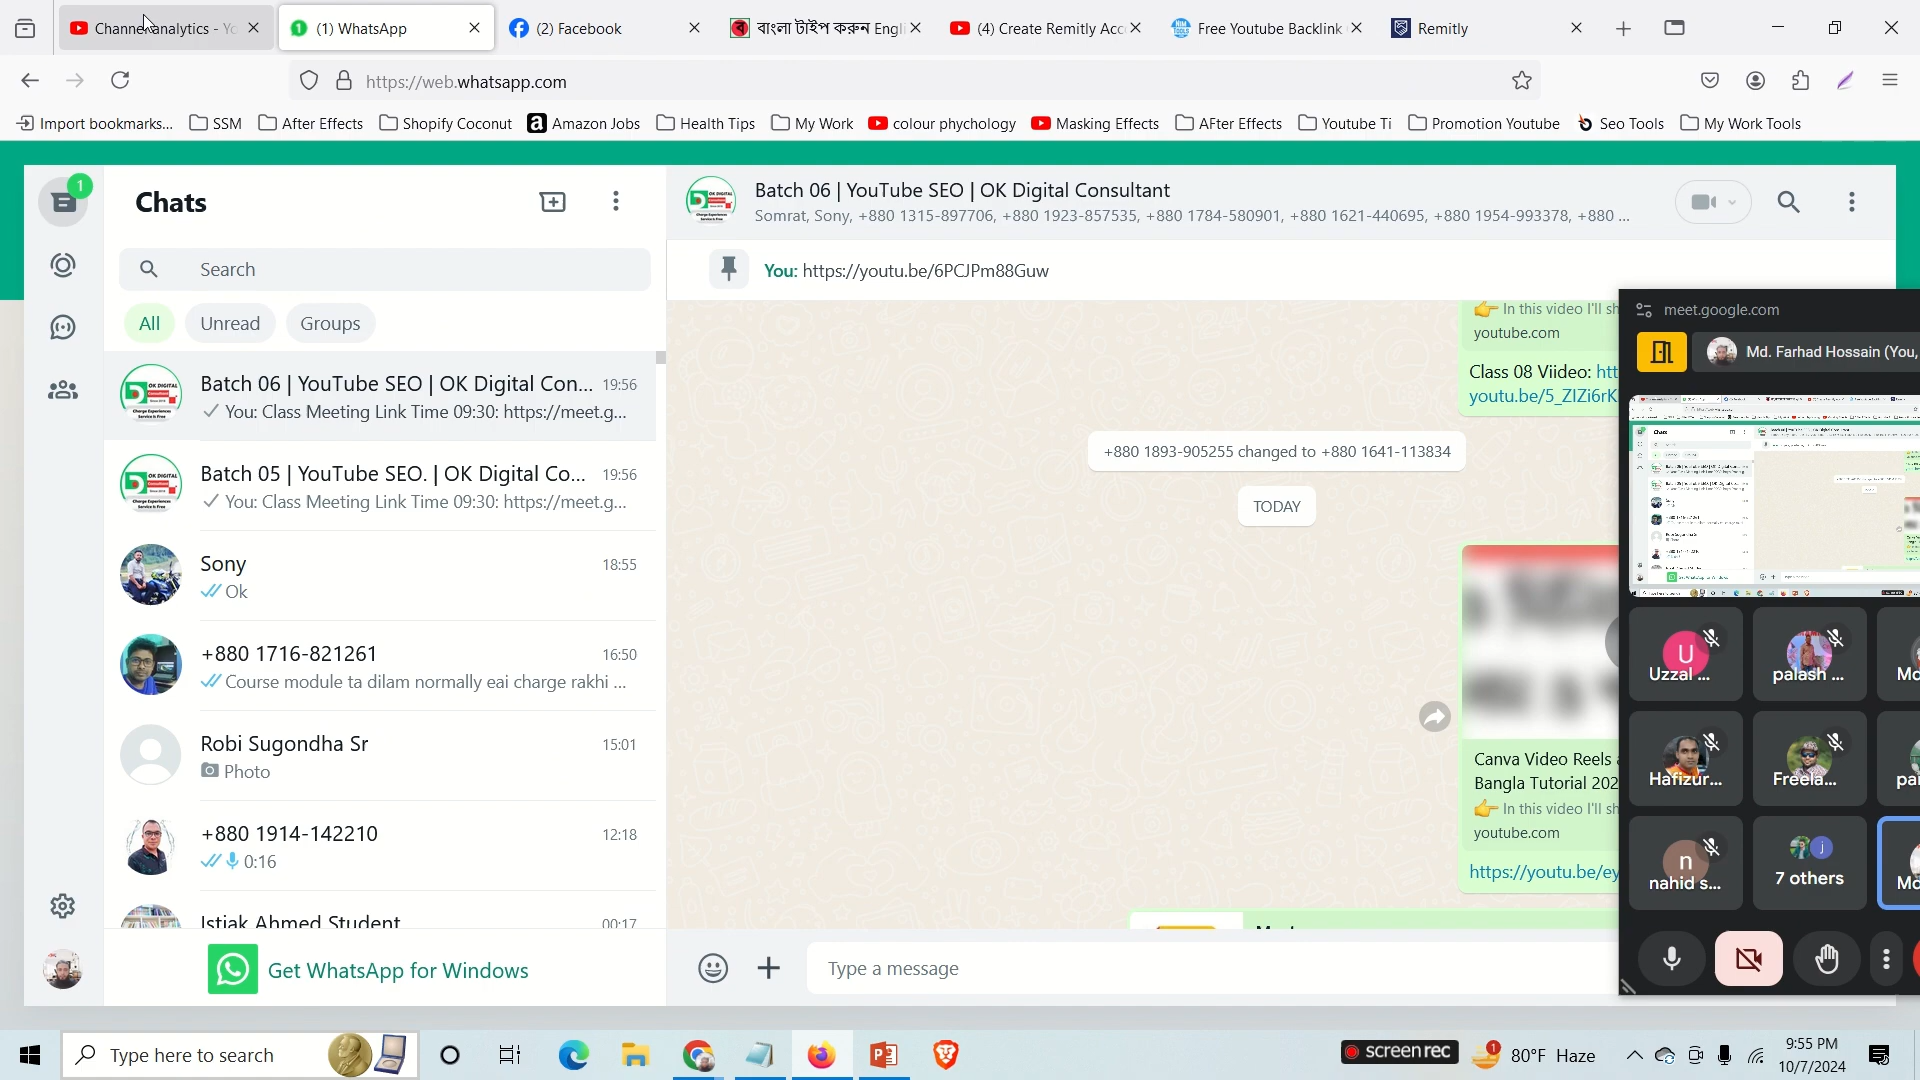 Channel analytics - Yo
(1) WhatsApp
(2) Facebook
বাংলা টাইপ করুন Engli
(4) Create Remitly Acc
Free Youtube Backlink
Remitly
https://web.whatsapp.com
Import bookmarks...
SSM
After Effects
Shopify Coconut
Amazon Jobs
Health Tips
My Work
colour phychology
Masking Effects
AFter Effects
Youtube Ti
Promotion Youtube
Seo Tools
My Work Tools
1
Chats
Search
All
Unread
Groups
Batch 06 | YouTube SEO | OK Digital Con... 19:56
You: Class Meeting Link Time 09:30: https://meet.g...
Batch 05 | YouTube SEO. | OK Digital Co... 19:56
You: Class Meeting Link Time 09:30: https://meet.g...
Sony 18:55
Ok
+880 1716-821261 16:50
Course module ta dilam normally eai charge rakhi ...
Robi Sugondha Sr 15:01
Photo
+880 1914-142210 12:18
0:16
Istiak Ahmed Student 00:17
Get WhatsApp for Windows
Batch 06 | YouTube SEO | OK Digital Consultant
Somrat, Sony, +880 1315-897706, +880 1923-857535, +880 1784-580901, +880 1621-440695, +880 1954-993378, +880 ...
You: https://youtu.be/6PCJPm88Guw
In this video I'll sh
youtube.com
Class 08 Viideo: htt
youtu.be/5_ZIZi6rK
+880 1893-905255 changed to +880 1641-113834
TODAY
Canva Video Reels
Bangla Tutorial 202
In this video I'll sh
youtube.com
https://youtu.be/ey
Type a message
meet.google.com
Md. Farhad Hossain (You,
Uzzal ...
palash ...
Mo
Hafizur...
Freela...
pa
nahid s...
7 others
Mo
Type here to search
screen rec
1
80°F Haze
9:55 PM
10/7/2024